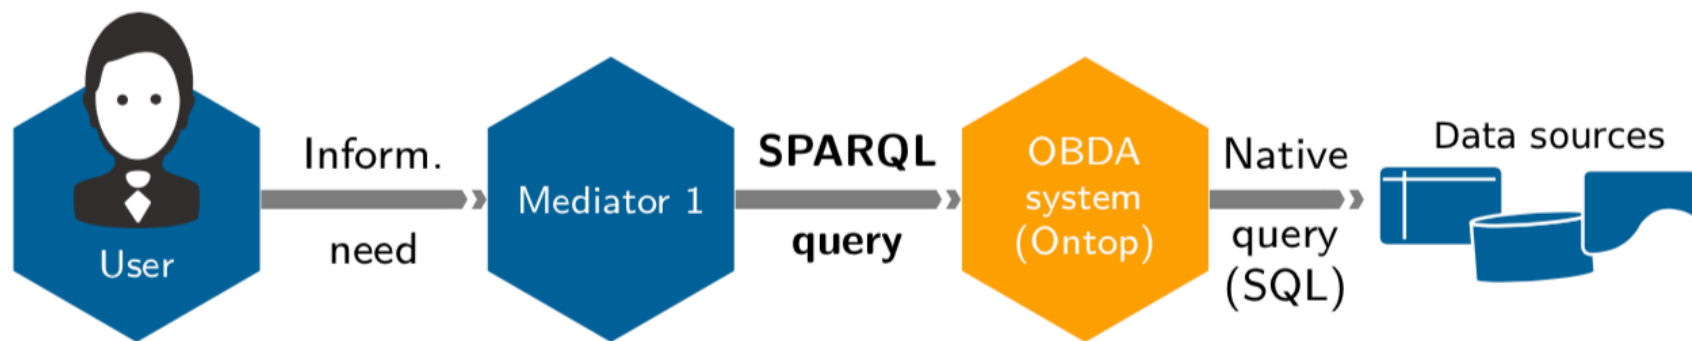 User
Inform.
need
Mediator 1
SPARQL
query
OBDA
system
(Ontop)
Native
query
(SQL)
Data sources